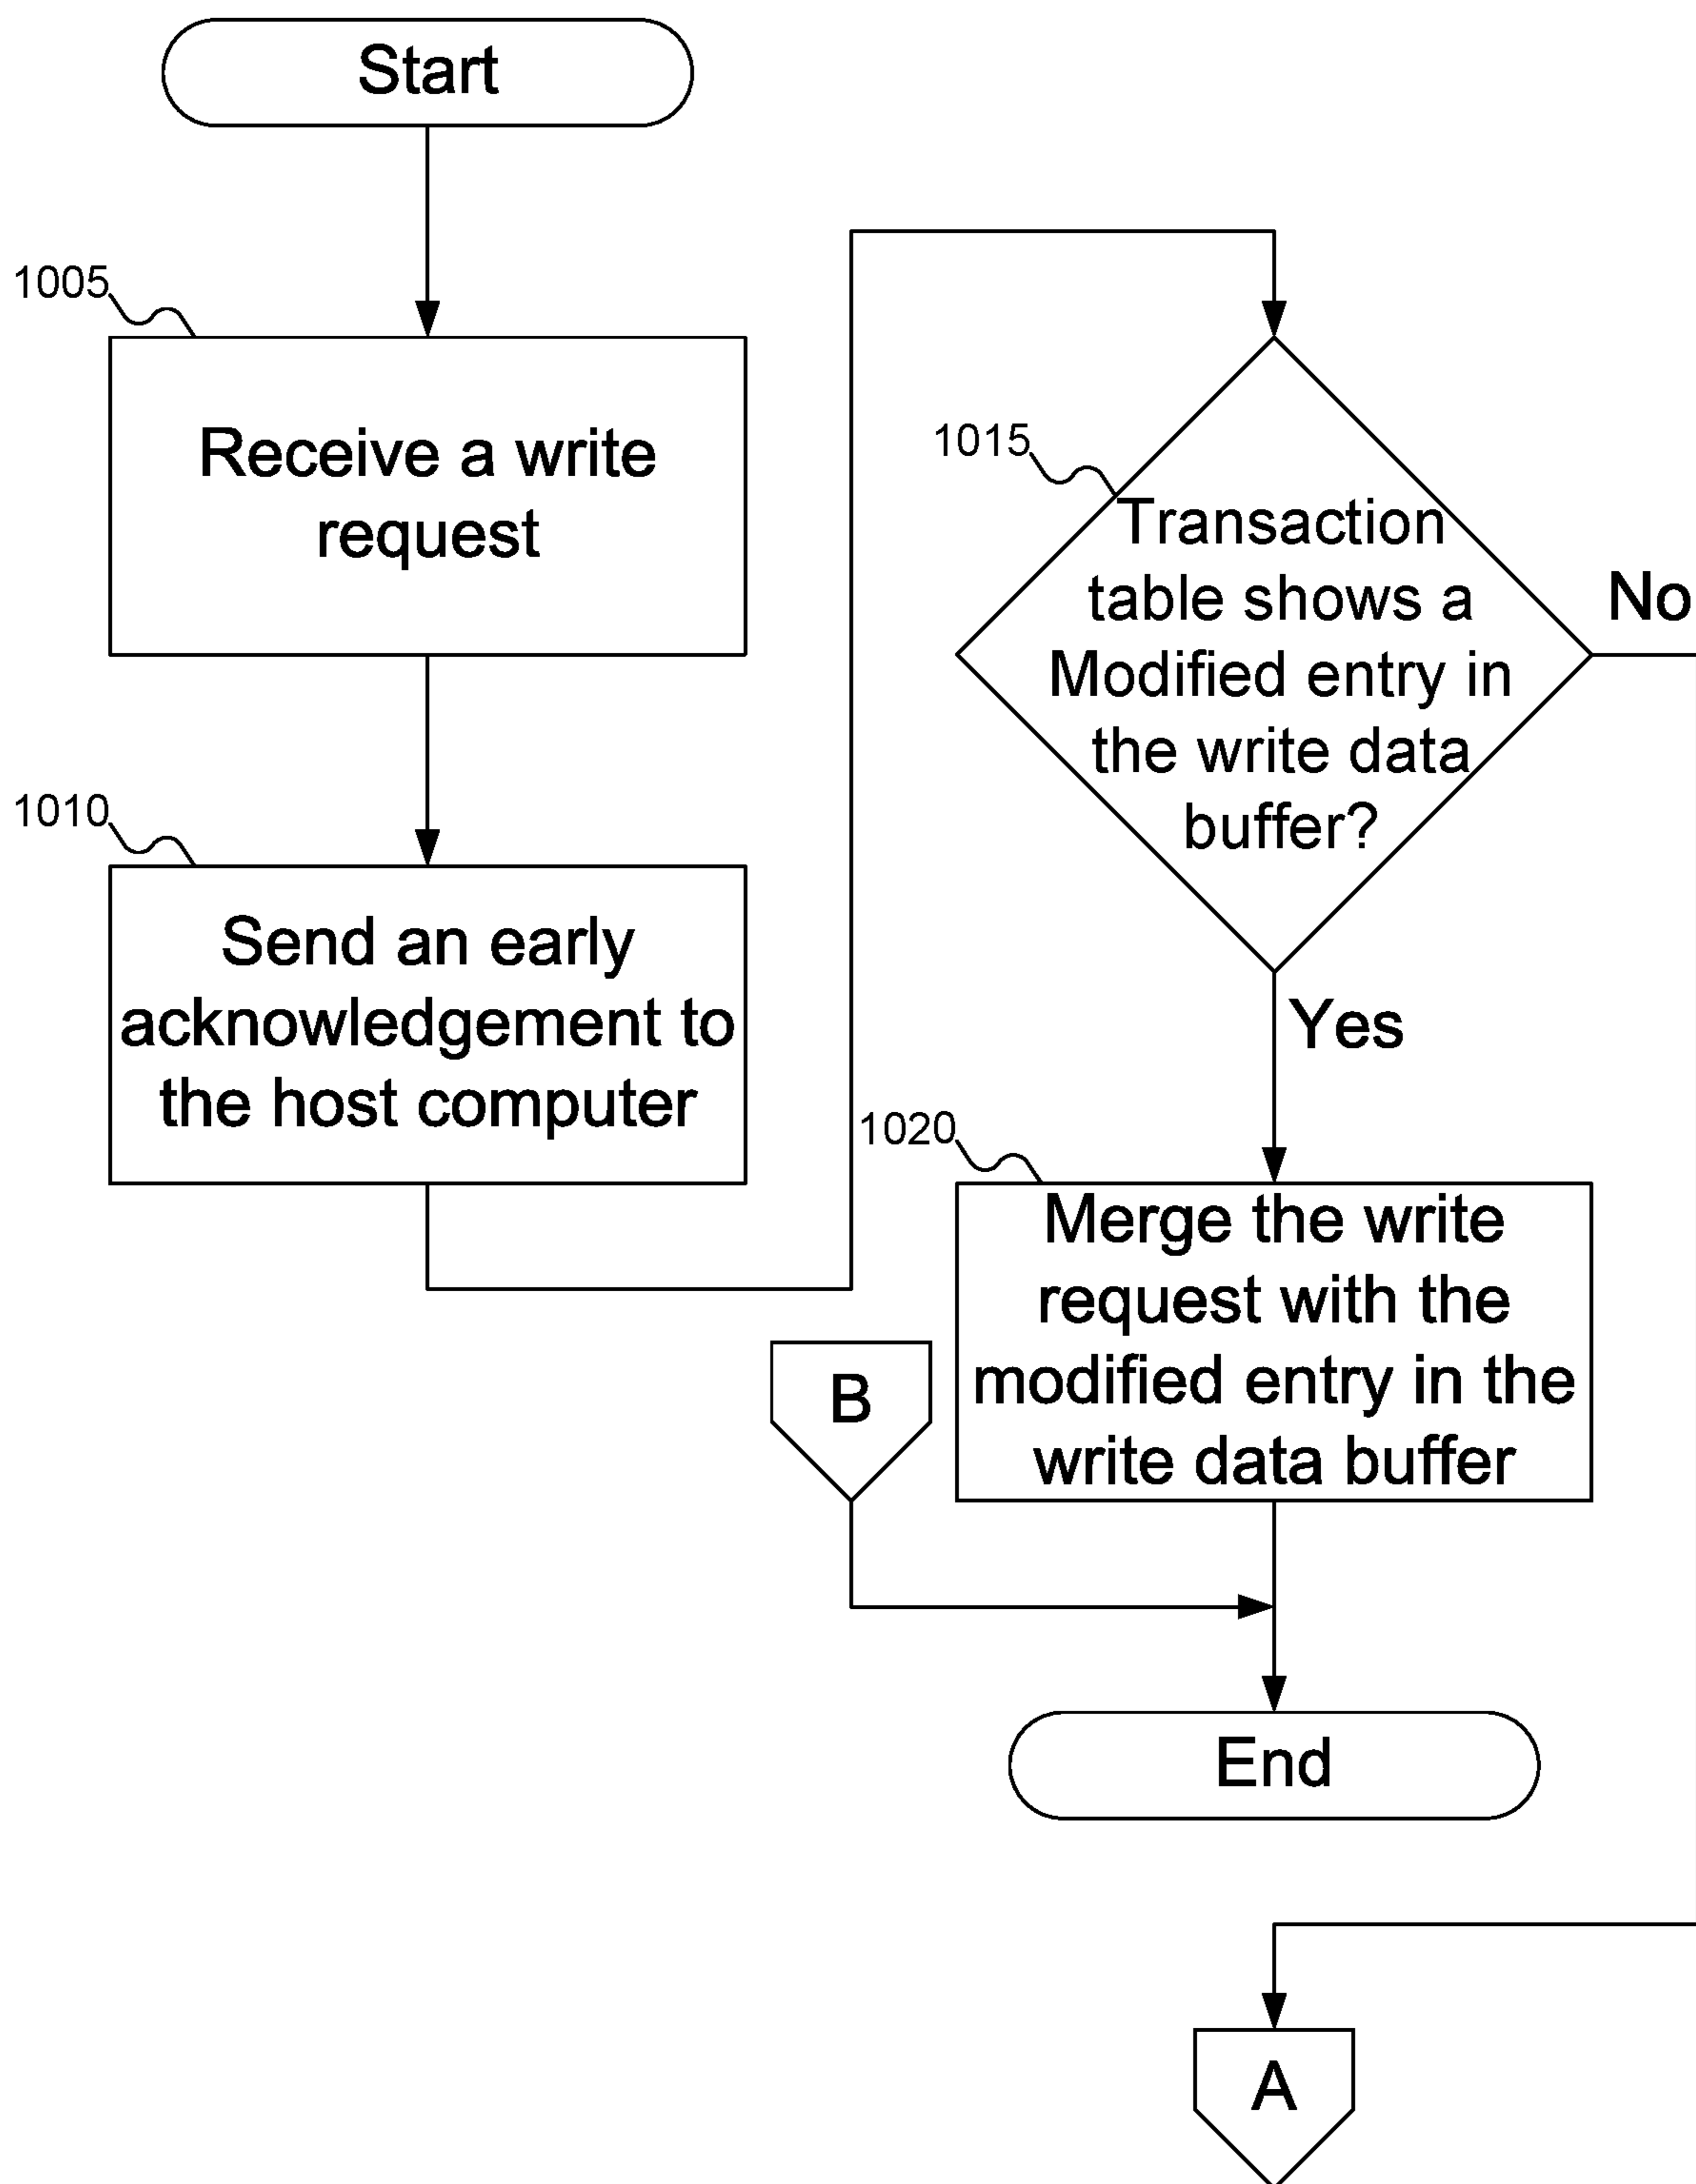 Start
1005
Receive a write
request
1010
Send an early
acknowledgement to
the host computer
1015
Transaction
table shows a
Modified entry in
the write data
buffer?
No
Yes
1020
Merge the write
request with the
modified entry in the
write data buffer
B
End
A